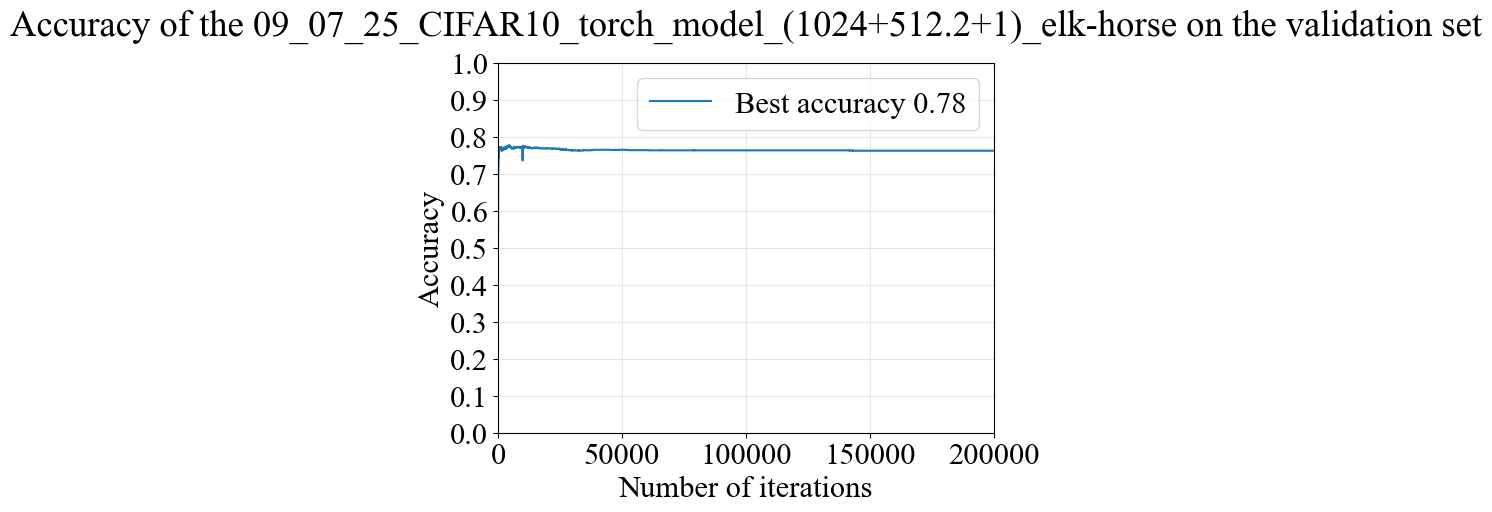 Accuracy of the 09_07_25_CIFAR10_torch_model_(1024+512.2+1)_elk-horse on the validation set
1.0
Best accuracy 0.78
0.9
0.8
0.7
0.6
0.5
0.4
0.3
0.2
0.1
0.0
Accuracy
0 50000 100000 150000 200000
Number of iterations